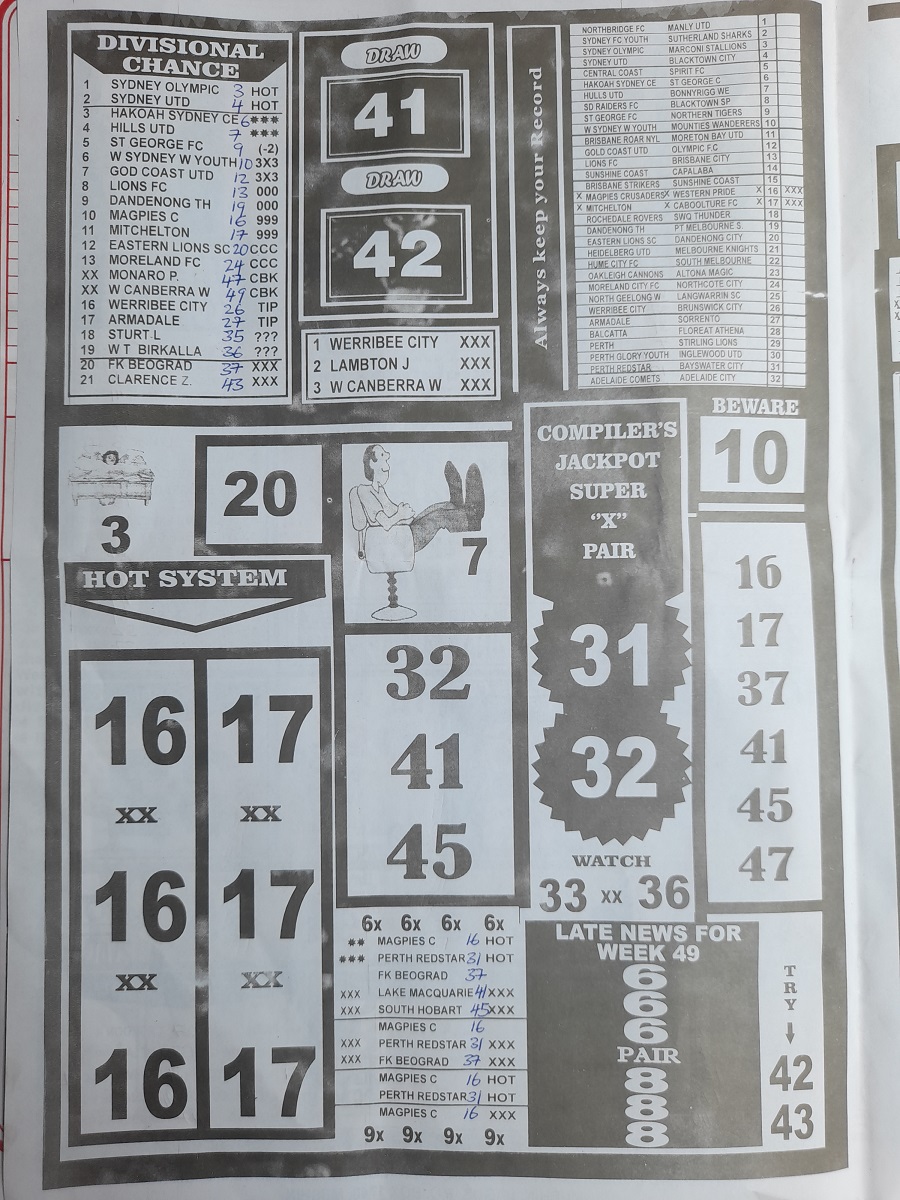 DIVISIONAL
CHANCE
1 SYDNEY OLYMPIC 3 HOT
2 SYDNEY UTD 4 HOT
3 HAKOAH SYDNEY CE 6 ***
4 HILLS UTD 7 ***
5 ST GEORGE FC 9 (-2)
6 W SYDNEY W YOUTH 10 3X3
7 GOD COAST UTD 12 3X3
8 LIONS FC 13 000
9 DANDENONG TH 19 000
10 MAGPIES C 16 999
11 MITCHELTON 17 999
12 EASTERN LIONS SC 20 CCC
13 MORELAND FC 24 CCC
XX MONARO P. 47 CBK
XX W CANBERRA W 49 CBK
16 WERRIBEE CITY 26 TIP
17 ARMADALE 27 TIP
18 STURT L 35 ???
19 WT BIRKALLA 36 ???
20 FK BEOGRAD 37 XXX
21 CLARENCE Z. 43 XXX
DRAW
41
DRAW
42
1 WERRIBEE CITY XXX
2 LAMBTON J XXX
3 W CANBERRA W XXX
Always keep your Record
NORTHBRIDGE FC MANLY UTD 1
SYDNEY FC YOUTH SUTHERLAND SHARKS 2
SYDNEY OLYMPIC MARCONI STALLIONS 3
SYDNEY UTD BLACKTOWN CITY 4
CENTRAL COAST SPIRIT FC 5
HAKOAH SYDNEY CE ST GEORGE C 6
HULLS UTD BONNYRIGG WE 7
SD RAIDERS FC BLACKTOWN SP 8
ST GEORGE FC NORTHERN TIGERS 9
W SYDNEY W YOUTH MOUNTIES WANDERERS 10
BRISBANE ROAR NYL MORETON BAY UTD 11
GOLD COAST UTD OLYMPIC F.C 12
LIONS FC BRISBANE CITY 13
SUNSHINE COAST CAPALABA 14
BRISBANE STRIKERS SUNSHINE COAST 15
X MAGPIES CRUSADERS X WESTERN PRIDE X 16 XXX
X MITCHELTON X CABOOLTURE FC X 17 XXX
ROCHEDALE ROVERS SWQ THUNDER 18
DANDENONG TH PT MELBOURNE S. 19
EASTERN LIONS SC DANDENONG CITY 20
HEIDELBERG UTD MELBOURNE KNIGHTS 21
HUME CITY FC SOUTH MELBOURNE 22
OAKLEIGH CANNONS ALTONA MAGIC 23
MORELAND CITY FC NORTHCOTE CITY 24
NORTH GEELONG W LANGWARRIN SC 25
WERRIBEE CITY BRUNSWICK CITY 26
ARMADALE SORRENTO 27
BALCATTA FLOREAT ATHENA 28
PERTH STIRLING LIONS 29
PERTH GLORY YOUTH INGLEWOOD UTD 30
PERTH REDSTAR BAYSWATER CITY 31
ADELAIDE COMETS ADELAIDE CITY 32
3
20
7
COMPILER'S
JACKPOT
SUPER
"X"
PAIR
31
32
WATCH
33 XX 36
BEWARE
10
16
17
37
41
45
47
HOT SYSTEM
16 17
XX XX
16 17
XX XX
16 17
32
41
45
6x 6x 6x 6x
** MAGPIES C 16 HOT
*** PERTH REDSTAR 31 HOT
FK BEOGRAD 37
XXX LAKE MACQUARIE 41 XXX
XXX SOUTH HOBART 45 XXX
MAGPIES C 16
XXX PERTH REDSTAR 31 XXX
XXX FK BEOGRAD 37 XXX
MAGPIES C 16 HOT
PERTH REDSTAR 31 HOT
MAGPIES C 16 XXX
9x 9x 9x 9x
LATE NEWS FOR
WEEK 49
6
6
6
PAIR
8
8
8
TRY
42
43